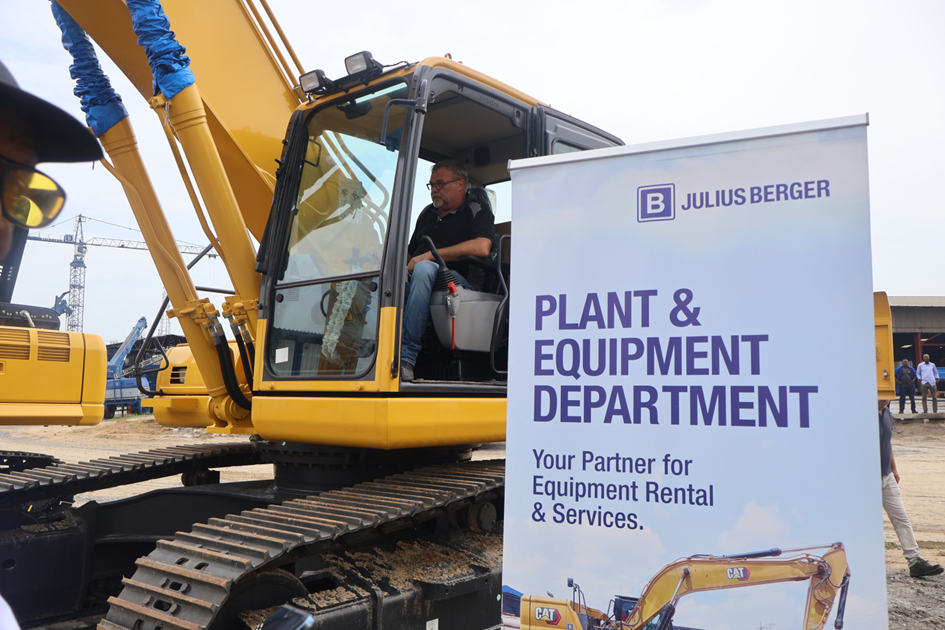 B JULIUS BERGER
PLANT &
EQUIPMENT
DEPARTMENT
Your Partner for
Equipment Rental
& Services.
CAT
CAT